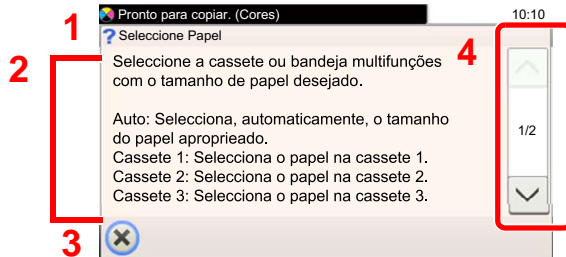 Pronto para copiar. (Cores) 10:10
1
? Seleccione Papel
2
4
Seleccione a cassete ou bandeja multifunções
com o tamanho de papel desejado.
Auto: Selecciona, automaticamente, o tamanho
do papel aproprieado.
1/2
Cassete 1: Selecciona o papel na cassete 1.
Cassete 2: Selecciona o papel na cassete 2.
Cassete 3: Selecciona o papel na cassete 3.
3